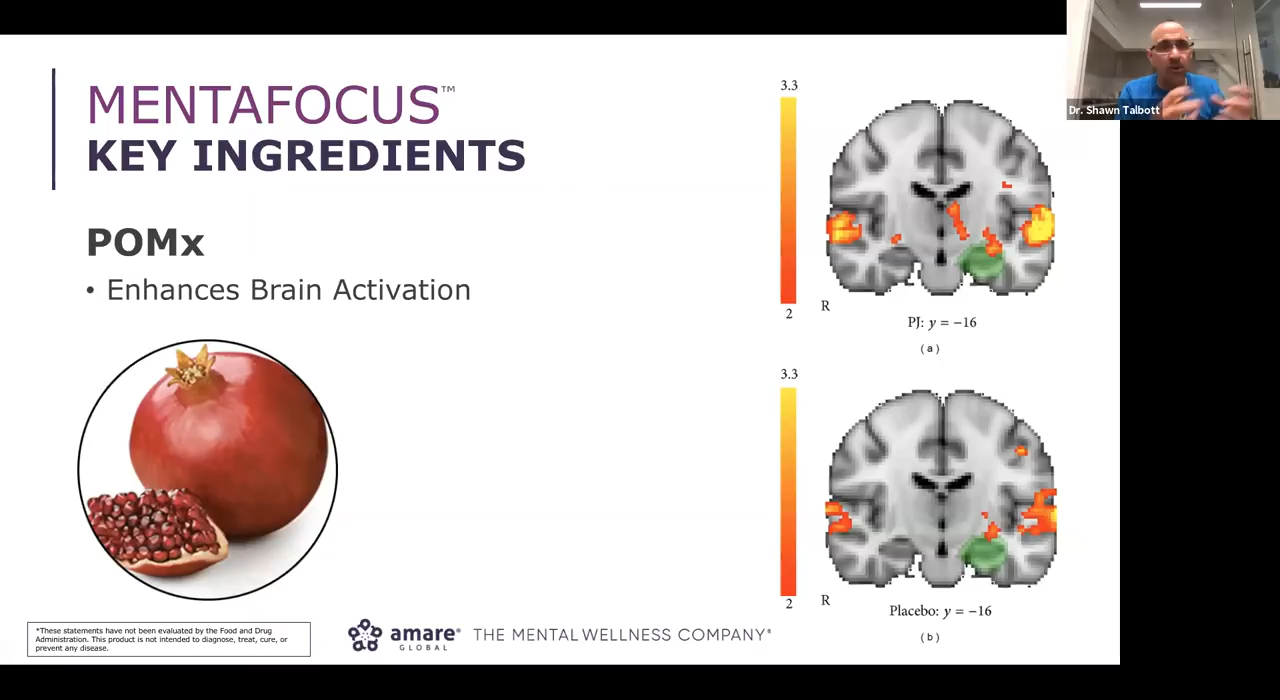 MENTAFOCUS™
KEY INGREDIENTS
POMx
• Enhances Brain Activation
*These statements have not been evaluated by the Food and Drug
Administration. This product is not intended to diagnose, treat, cure, or
prevent any disease.
amare®
GLOBAL
THE MENTAL WELLNESS COMPANY®
3.3
2
R
PJ: y = −16
( a )
3.3
2
R
Placebo: y = −16
( b )
Dr. Shawn Talbott